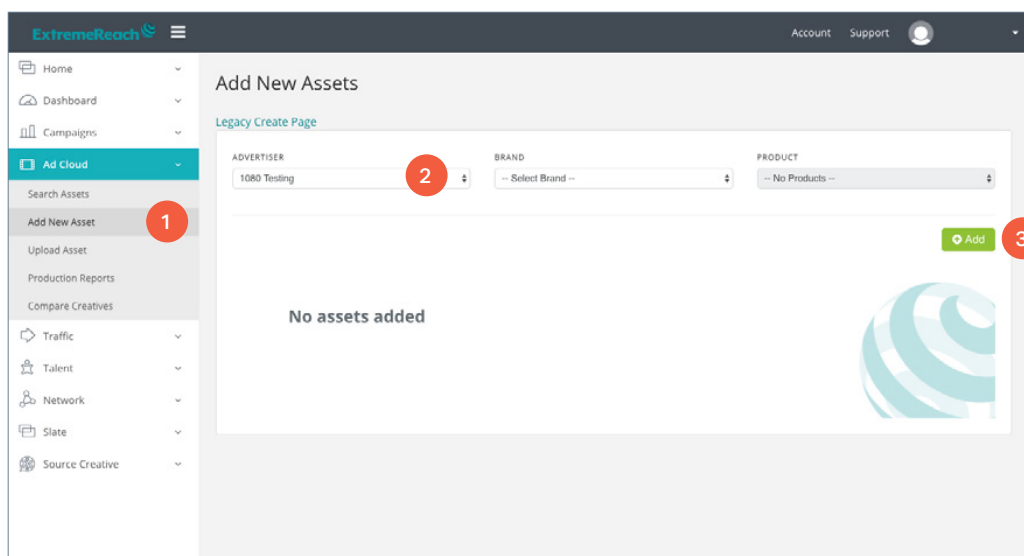 ExtremeReach
Account Support
Home
Dashboard
Campaigns
Ad Cloud
Search Assets
Add New Asset
1
Upload Asset
Production Reports
Compare Creatives
Traffic
Talent
Network
Slate
Source Creative
Add New Assets
Legacy Create Page
ADVERTISER BRAND PRODUCT
1080 Testing 2 -- Select Brand -- -- No Products --
Add 3
No assets added